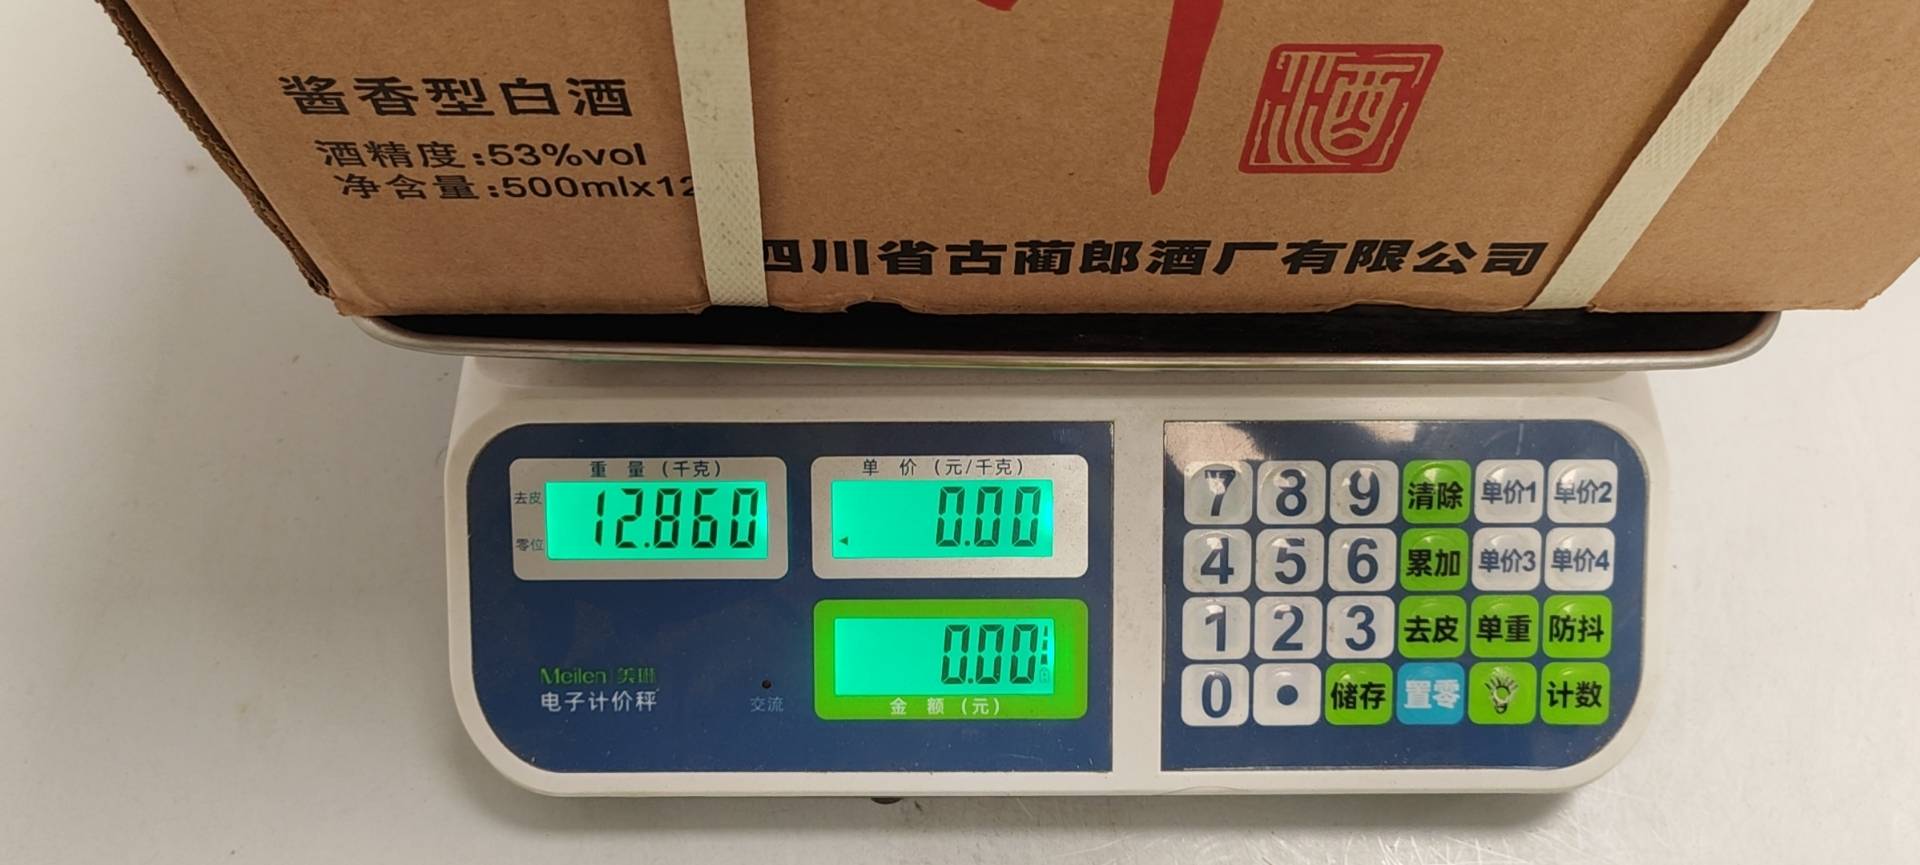 酱香型白酒
酒精度:53%vol
净含量:500mlx12
酒
四川省古蔺郎酒厂有限公司
重量(千克)
去皮
零位
12.860
单价(元/千克)
0.00
0.00
金额(元)
Meilen 美琳
电子计价秤
交流
7 8 9 清除 单价1 单价2
4 5 6 累加 单价3 单价4
1 2 3 去皮 单重 防抖
0 • 储存 置零 计数